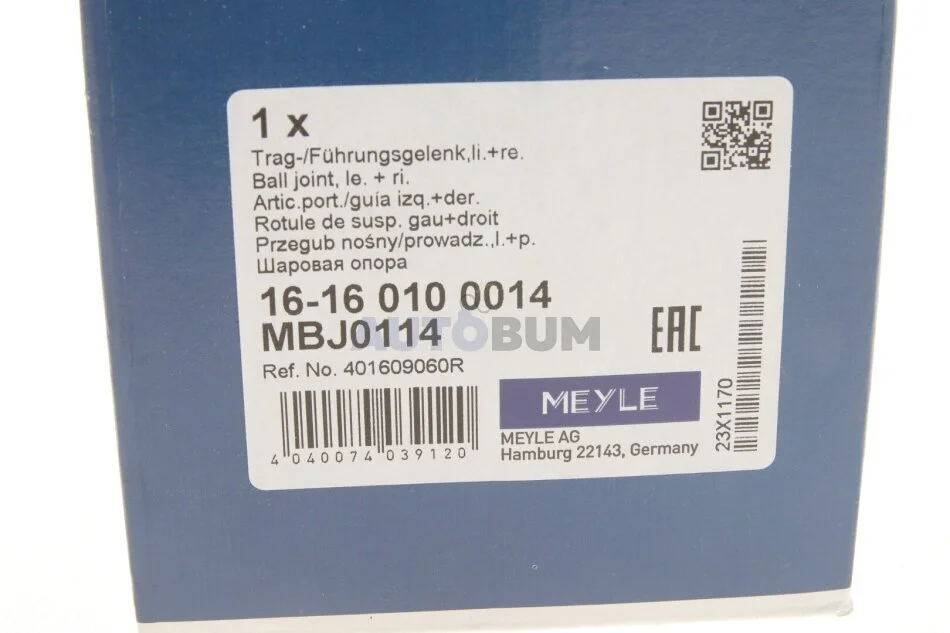 1 x
Trag-/Führungsgelenk,li.+re.
Ball joint, le. + ri.
Artic.port./guía izq.+der.
Rotule de susp. gau+droit
Przegub nośny/prowadz.,l.+p.
Шаровая опора
16-16 010 0014
MBJ0114
AUTOBUM
EAC
Ref. No. 401609060R
MEYLE
MEYLE AG
Hamburg 22143, Germany
4 040074 039120
23X1170